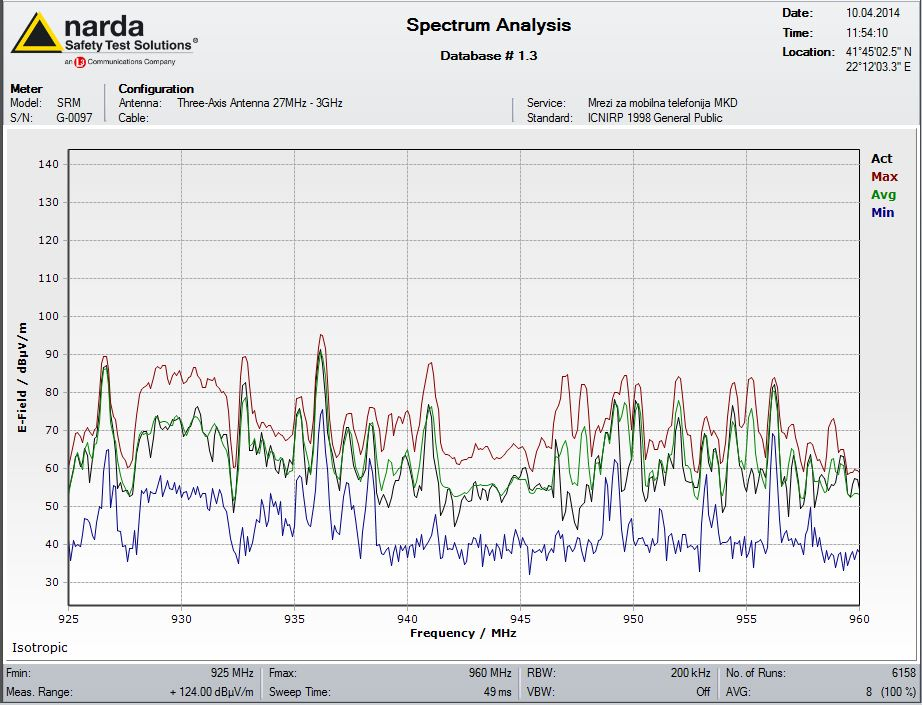 narda
Safety Test Solutions®
an L3 Communications Company
Spectrum Analysis
Database # 1.3
Date: 10.04.2014
Time: 11:54:10
Location: 41°45'02.5" N
22°12'03.3" E
Meter
Model: SRM
S/N: G-0097
Configuration
Antenna: Three-Axis Antenna 27MHz - 3GHz
Cable:
Service: Mrezi za mobilna telefonija MKD
Standard: ICNIRP 1998 General Public
E-Field / dBµV/m
140
130
120
110
100
90
80
70
60
50
40
30
Act
Max
Avg
Min
925 930 935 940 945 950 955 960
Frequency / MHz
Isotropic
Fmin: 925 MHz Fmax: 960 MHz RBW: 200 kHz No. of Runs: 6158
Meas. Range: + 124.00 dBµV/m Sweep Time: 49 ms VBW: Off AVG: 8 (100 %)